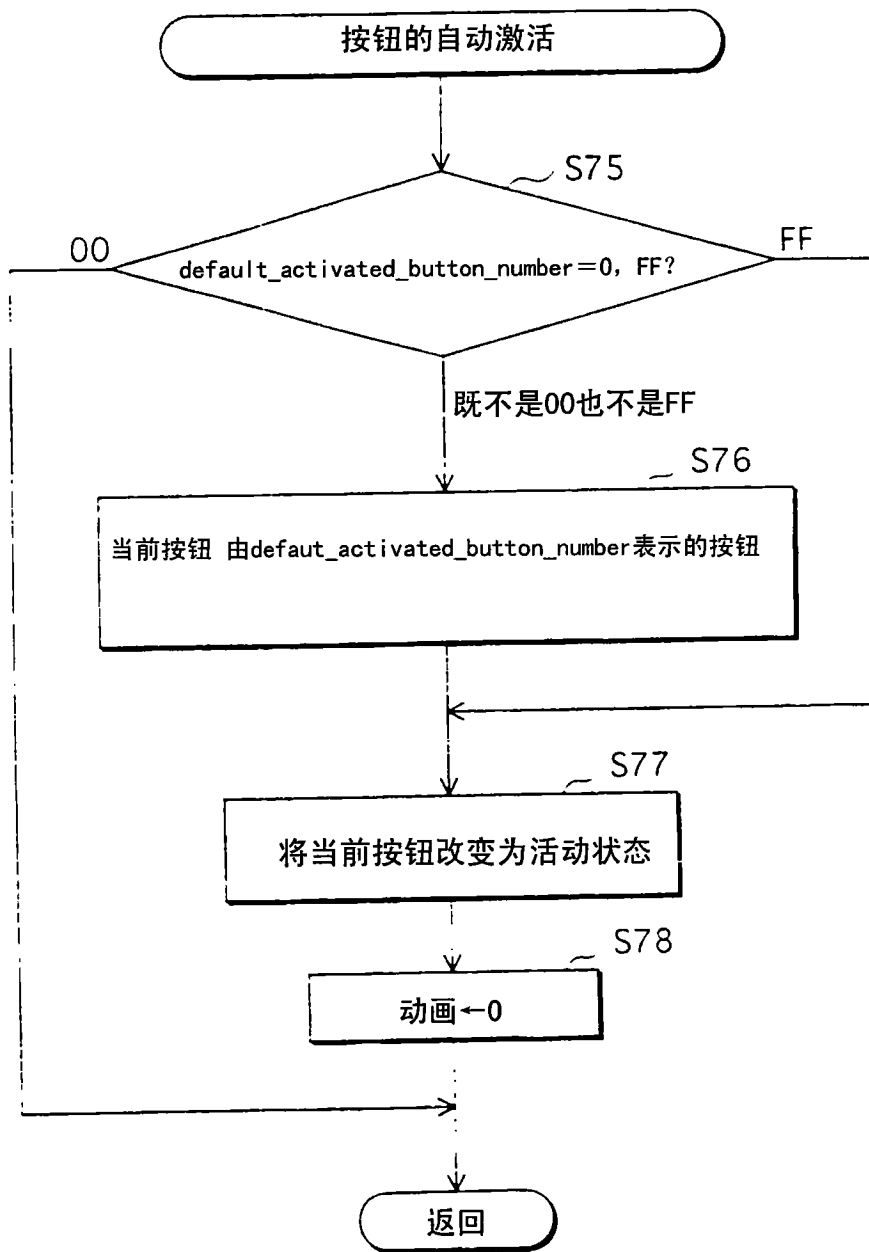 按钮的自动激活
S75
00
FF
default_activated_button_number=0, FF?
既不是00也不是FF
S76
当前按钮 由defaut_activated_button_number表示的按钮
S77
将当前按钮改变为活动状态
S78
动画←0
返回